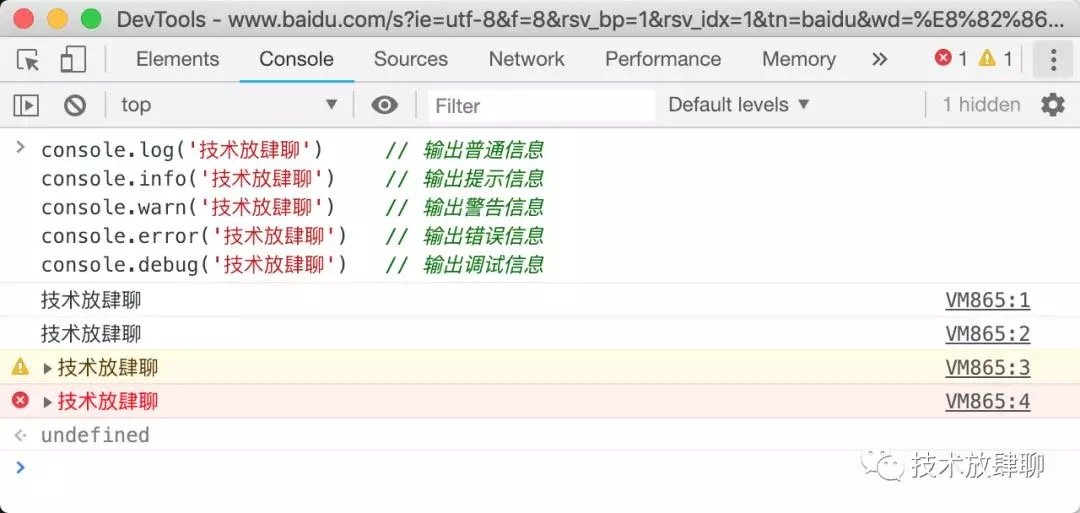 DevTools - www.baidu.com/s?ie=utf-8&f=8&rsv_bp=1&rsv_idx=1&tn=baidu&wd=%E8%82%86...
Elements Console Sources Network Performance Memory » 1 1
top Filter Default levels 1 hidden
console.log('技术放肆聊') // 输出普通信息
console.info('技术放肆聊') // 输出提示信息
console.warn('技术放肆聊') // 输出警告信息
console.error('技术放肆聊') // 输出错误信息
console.debug('技术放肆聊') // 输出调试信息
技术放肆聊 VM865:1
技术放肆聊 VM865:2
技术放肆聊 VM865:3
技术放肆聊 VM865:4
undefined
技术放肆聊